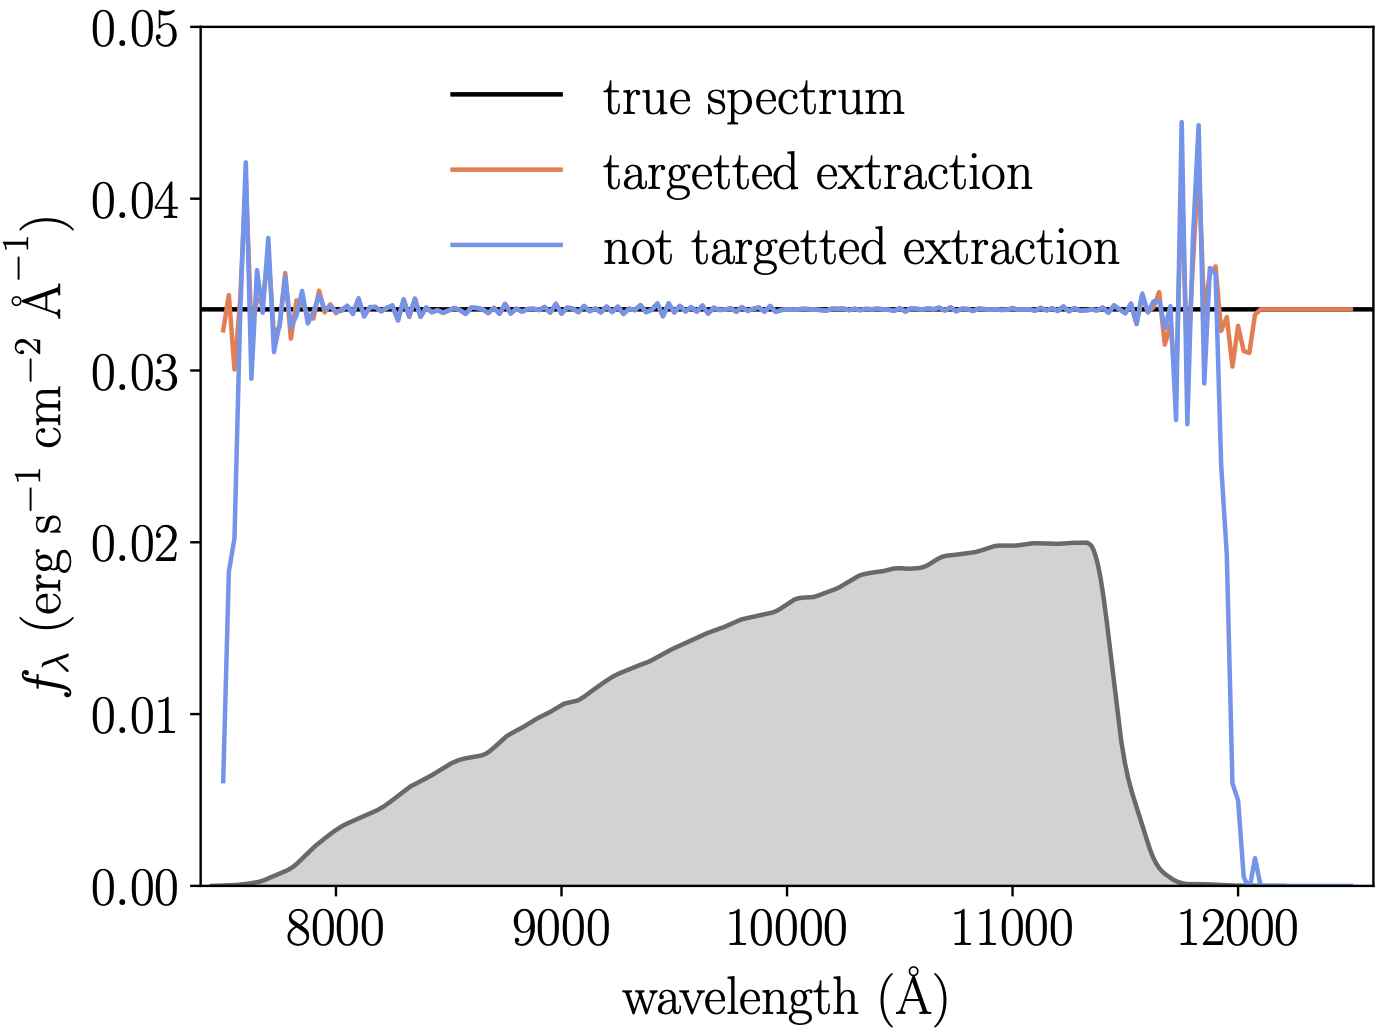 0.05
0.04
0.03
0.02
0.01
0.00
f_λ (erg s⁻¹ cm⁻² Å⁻¹)
true spectrum
targetted extraction
not targetted extraction
8000 9000 10000 11000 12000
wavelength (Å)